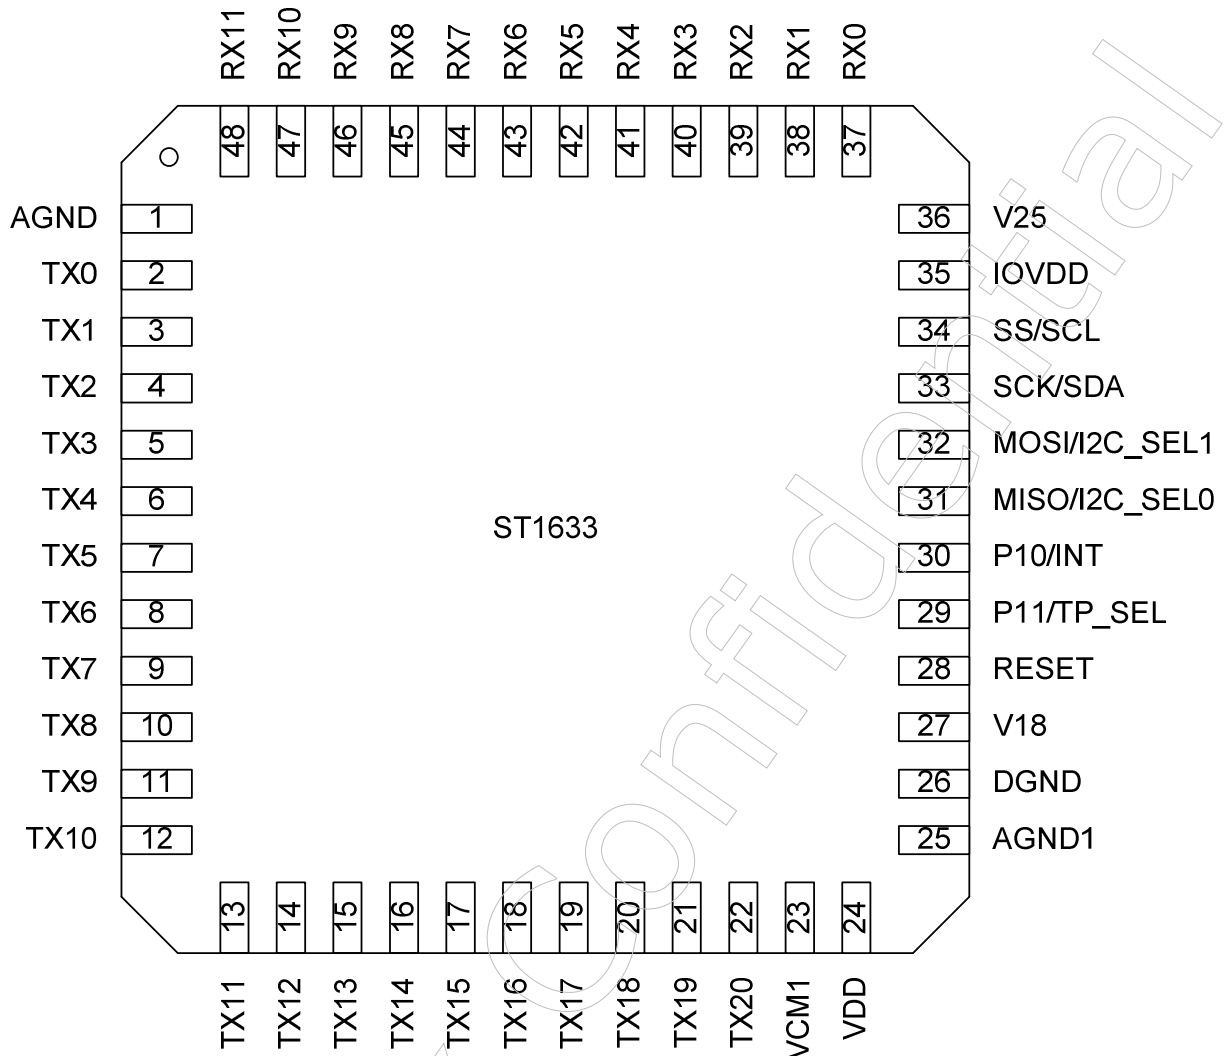 RX11 RX10 RX9 RX8 RX7 RX6 RX5 RX4 RX3 RX2 RX1 RX0
48 47 46 45 44 43 42 41 40 39 38 37
AGND 1 36 V25
TX0 2 35 IOVDD
TX1 3 34 SS/SCL
TX2 4 33 SCK/SDA
TX3 5 32 MOSI/I2C_SEL1
TX4 6 31 MISO/I2C_SEL0
ST1633
TX5 7 30 P10/INT
TX6 8 29 P11/TP_SEL
TX7 9 28 RESET
TX8 10 27 V18
TX9 11 26 DGND
TX10 12 25 AGND1
13 14 15 16 17 18 19 20 21 22 23 24
TX11 TX12 TX13 TX14 TX15 TX16 TX17 TX18 TX19 TX20 VCM1 VDD
Confidential